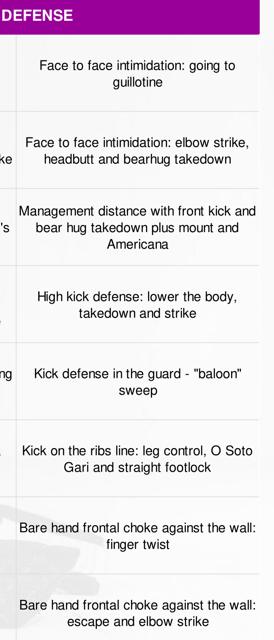 DEFENSE
Face to face intimidation: going to
guillotine
Face to face intimidation: elbow strike,
ke headbutt and bearhug takedown
Management distance with front kick and
's bear hug takedown plus mount and
Americana
High kick defense: lower the body,
takedown and strike
ng Kick defense in the guard - "baloon"
sweep
Kick on the ribs line: leg control, O Soto
Gari and straight footlock
Bare hand frontal choke against the wall:
finger twist
Bare hand frontal choke against the wall:
escape and elbow strike